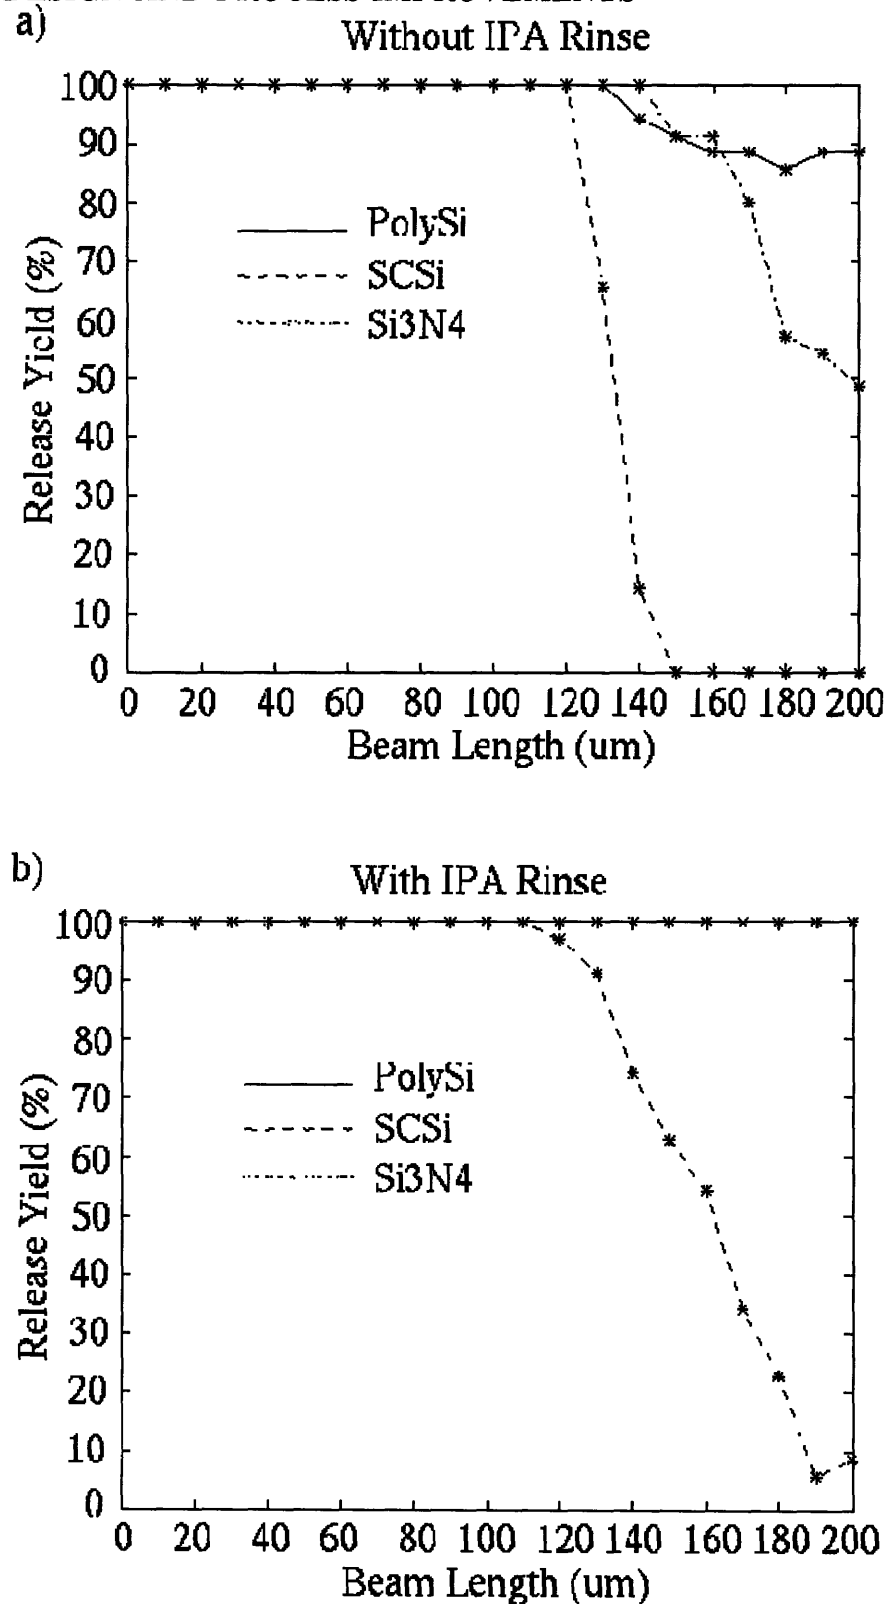 a)
Without IPA Rinse
100
90
80
70
60
50
40
30
20
10
0
Release Yield (%)
PolySi
SCSi
Si3N4
0 20 40 60 80 100 120 140 160 180 200
Beam Length (um)
b)
With IPA Rinse
100
90
80
70
60
50
40
30
20
10
0
Release Yield (%)
PolySi
SCSi
Si3N4
0 20 40 60 80 100 120 140 160 180 200
Beam Length (um)